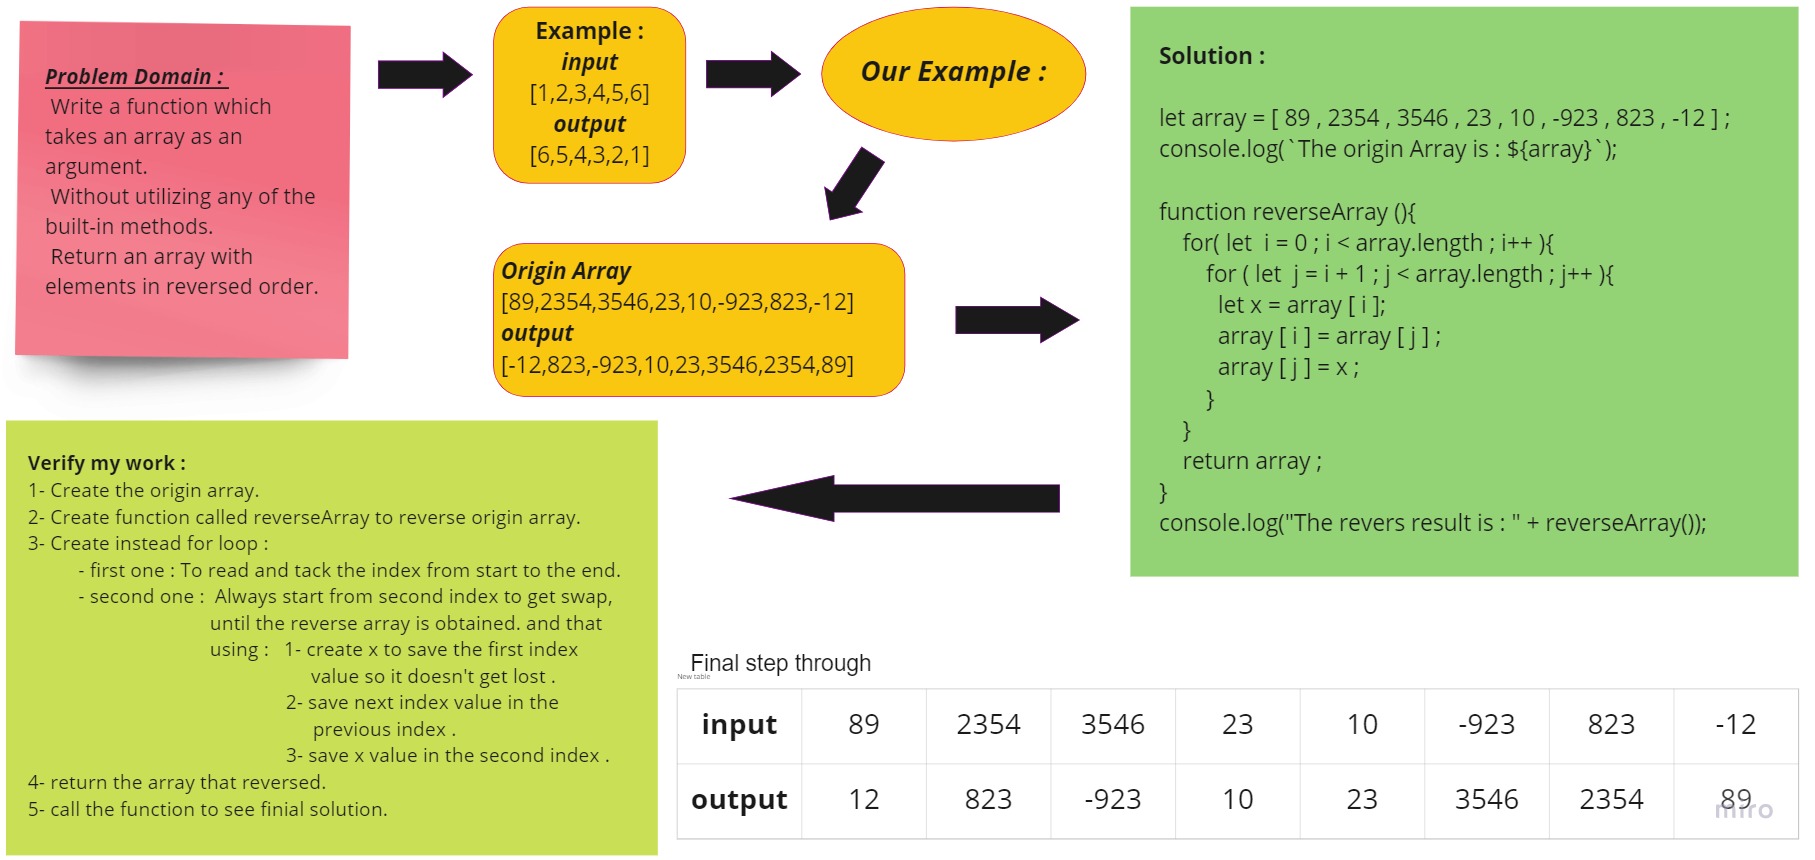 Problem Domain :
Write a function which
takes an array as an
argument.
Without utilizing any of the
built-in methods.
Return an array with
elements in reversed order.
Example :
input
[1,2,3,4,5,6]
output
[6,5,4,3,2,1]
Our Example :
Origin Array
[89,2354,3546,23,10,-923,823,-12]
output
[-12,823,-923,10,23,3546,2354,89]
Solution :
let array = [ 89 , 2354 , 3546 , 23 , 10 , -923 , 823 , -12 ] ;
console.log(`The origin Array is : ${array}`);
function reverseArray (){
for( let i = 0 ; i < array.length ; i++ ){
for ( let j = i + 1 ; j < array.length ; j++ ){
let x = array [ i ];
array [ i ] = array [ j ] ;
array [ j ] = x ;
}
}
return array ;
}
console.log("The revers result is : " + reverseArray());
Verify my work :
1- Create the origin array.
2- Create function called reverseArray to reverse origin array.
3- Create instead for loop :
- first one : To read and tack the index from start to the end.
- second one : Always start from second index to get swap,
until the reverse array is obtained. and that
using : 1- create x to save the first index
value so it doesn't get lost .
2- save next index value in the
previous index .
3- save x value in the second index .
4- return the array that reversed.
5- call the function to see finial solution.
Final step through
New table
input 89 2354 3546 23 10 -923 823 -12
output 12 823 -923 10 23 3546 2354 89
miro